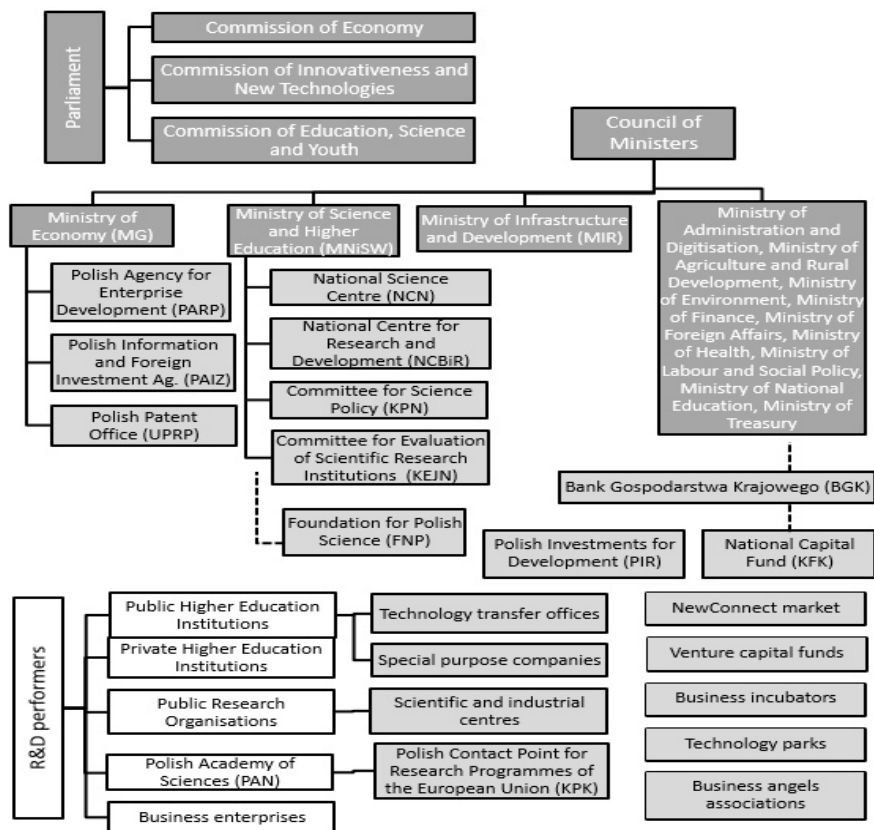 Parliament
Commission of Economy
Commission of Innovativeness and
New Technologies
Commission of Education, Science
and Youth
Council of
Ministers
Ministry of
Economy (MG)
Ministry of Science
and Higher
Education (MNiSW)
Ministry of Infrastructure
and Development (MIR)
Ministry of
Administration and
Digitisation, Ministry of
Agriculture and Rural
Development, Ministry
of Environment, Ministry
of Finance, Ministry of
Foreign Affairs, Ministry
of Health, Ministry of
Labour and Social Policy,
Ministry of National
Education, Ministry of
Treasury
Polish Agency for
Enterprise
Development (PARP)
Polish Information
and Foreign
Investment Ag. (PAIZ)
Polish Patent
Office (UPRP)
National Science
Centre (NCN)
National Centre for
Research and
Development (NCBiR)
Committee for Science
Policy (KPN)
Committee for Evaluation
of Scientific Research
Institutions (KEJN)
Foundation for Polish
Science (FNP)
Bank Gospodarstwa Krajowego (BGK)
Polish Investments for
Development (PIR)
National Capital
Fund (KFK)
R&D performers
Public Higher Education
Institutions
Private Higher Education
Institutions
Public Research
Organisations
Polish Academy of
Sciences (PAN)
Business enterprises
Technology transfer offices
Special purpose companies
Scientific and industrial
centres
Polish Contact Point for
Research Programmes of
the European Union (KPK)
NewConnect market
Venture capital funds
Business incubators
Technology parks
Business angels
associations